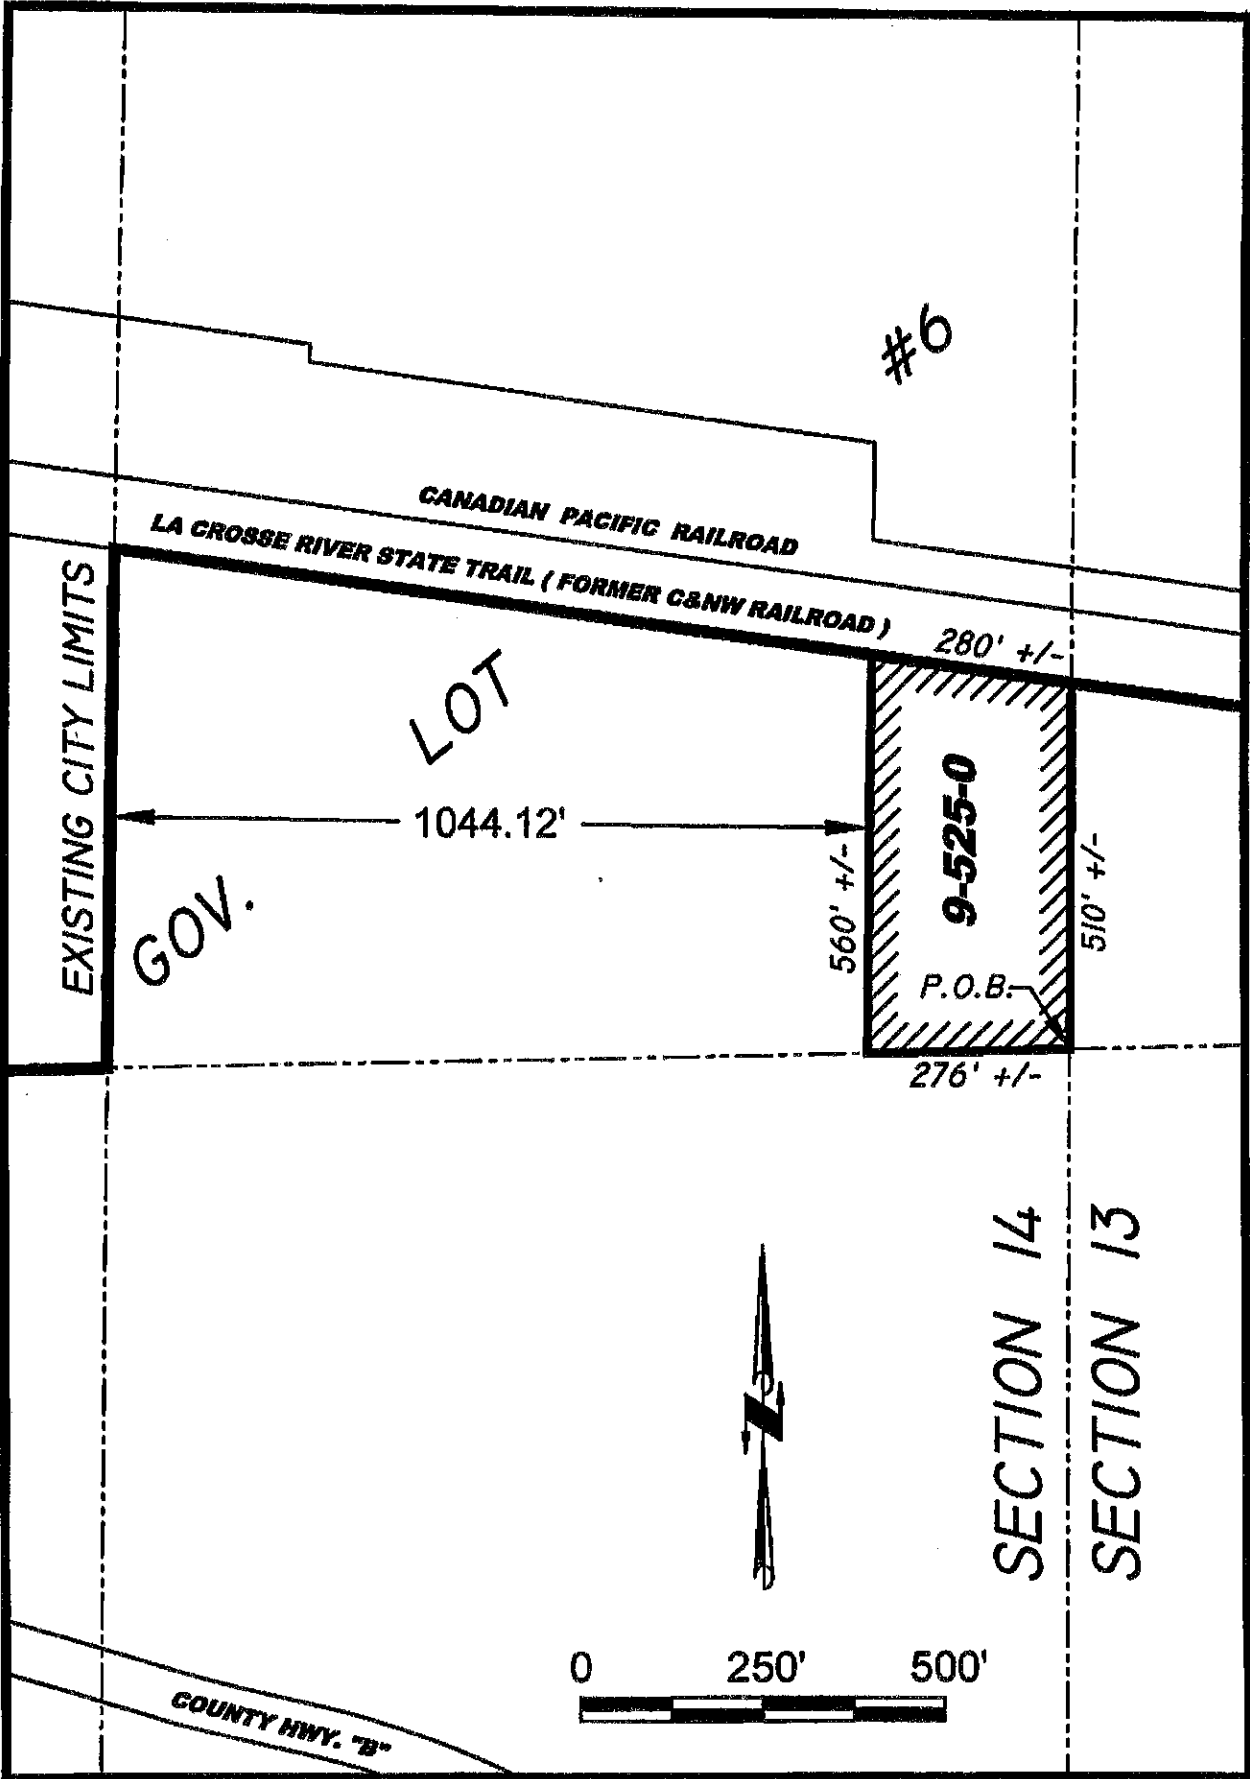 #6
CANADIAN PACIFIC RAILROAD
LA CROSSE RIVER STATE TRAIL ( FORMER C&NW RAILROAD )
280' +/-
EXISTING CITY LIMITS
GOV. LOT
1044.12'
560' +/-
9-525-0
510' +/-
P.O.B.
276' +/-
SECTION 14
SECTION 13
N
0 250' 500'
COUNTY HWY. "B"